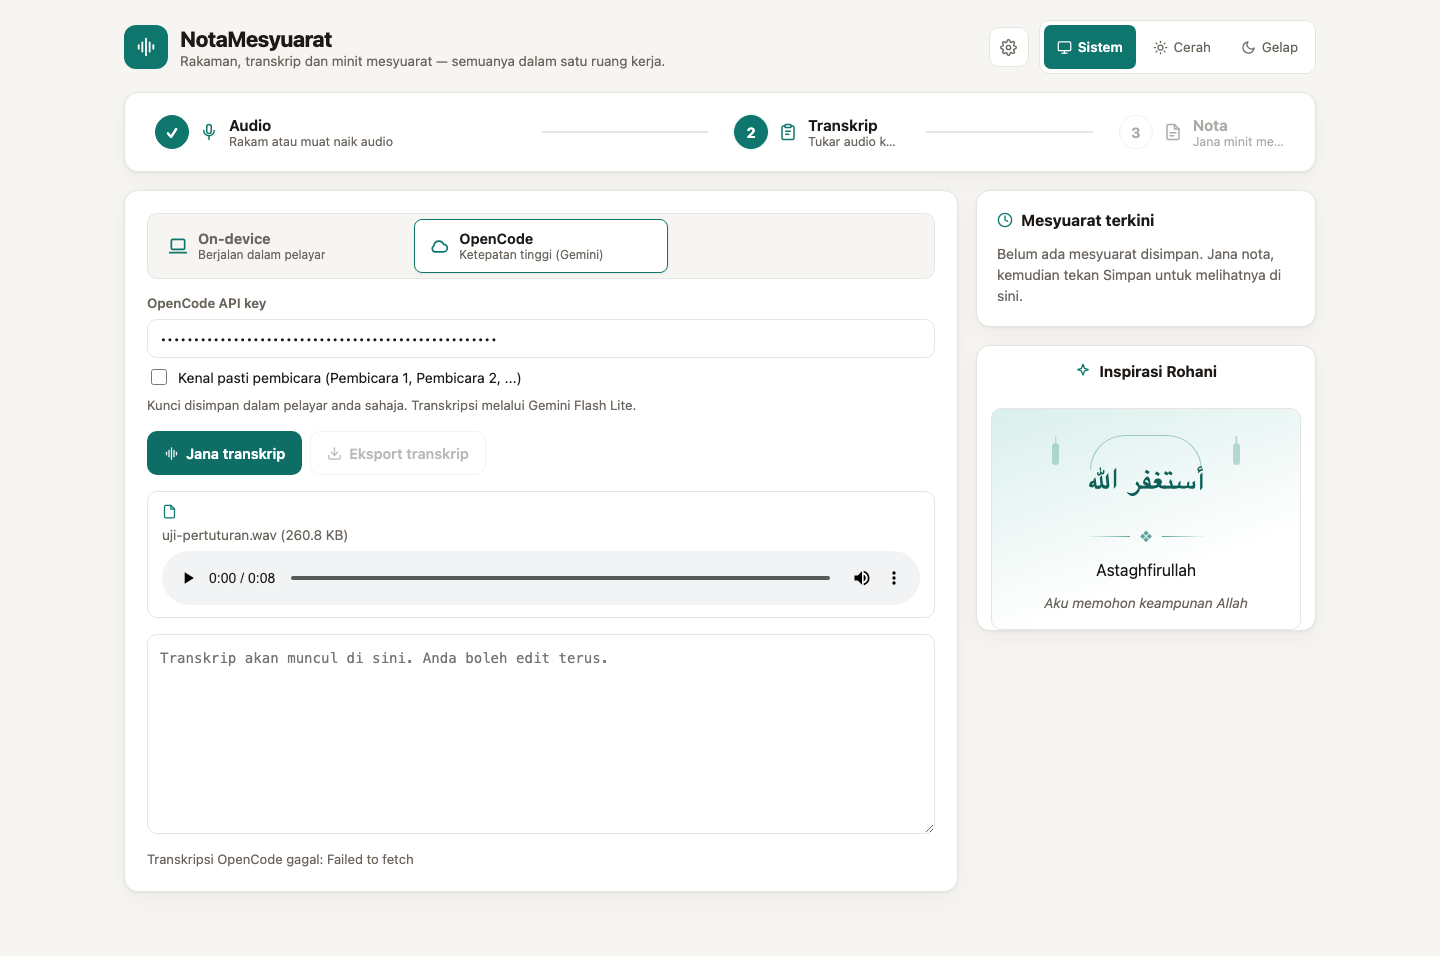 NotaMesyuarat
Rakaman, transkrip dan minit mesyuarat — semuanya dalam satu ruang kerja.
Sistem
Cerah
Gelap
Audio
Rakam atau muat naik audio
2
Transkrip
Tukar audio k...
3
Nota
Jana minit me...
On-device
Berjalan dalam pelayar
OpenCode
Ketepatan tinggi (Gemini)
OpenCode API key
Kenal pasti pembicara (Pembicara 1, Pembicara 2, ...)
Kunci disimpan dalam pelayar anda sahaja. Transkripsi melalui Gemini Flash Lite.
Jana transkrip
Eksport transkrip
uji-pertuturan.wav (260.8 KB)
0:00 / 0:08
Transkrip akan muncul di sini. Anda boleh edit terus.
Transkripsi OpenCode gagal: Failed to fetch
Mesyuarat terkini
Belum ada mesyuarat disimpan. Jana nota,
kemudian tekan Simpan untuk melihatnya di
sini.
Inspirasi Rohani
أستغفر الله
Astaghfirullah
Aku memohon keampunan Allah